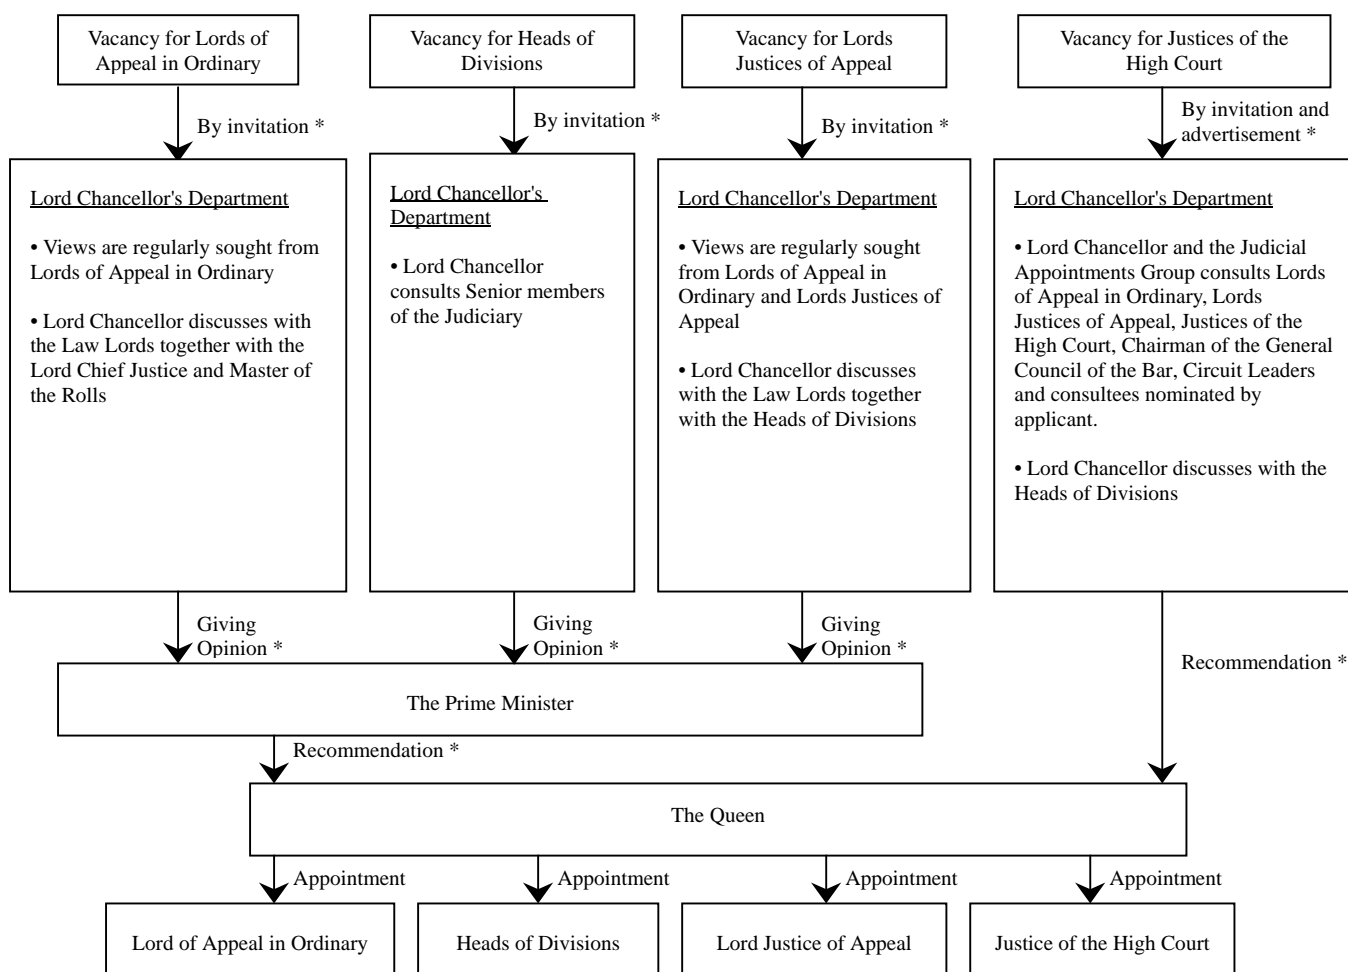 Vacancy for Lords of
Appeal in Ordinary
Vacancy for Heads of
Divisions
Vacancy for Lords
Justices of Appeal
Vacancy for Justices of the
High Court
By invitation *
By invitation *
By invitation *
By invitation and
advertisement *
Lord Chancellor's Department
• Views are regularly sought from
Lords of Appeal in Ordinary
• Lord Chancellor discusses with
the Law Lords together with the
Lord Chief Justice and Master of
the Rolls
Lord Chancellor's
Department
• Lord Chancellor
consults Senior members
of the Judiciary
Lord Chancellor's Department
• Views are regularly sought
from Lords of Appeal in
Ordinary and Lords Justices of
Appeal
• Lord Chancellor discusses
with the Law Lords together
with the Heads of Divisions
Lord Chancellor's Department
• Lord Chancellor and the Judicial
Appointments Group consults Lords
of Appeal in Ordinary, Lords
Justices of Appeal, Justices of the
High Court, Chairman of the General
Council of the Bar, Circuit Leaders
and consultees nominated by
applicant.
• Lord Chancellor discusses with the
Heads of Divisions
Giving
Opinion *
Giving
Opinion *
Giving
Opinion *
Recommendation *
The Prime Minister
Recommendation *
The Queen
Appointment
Appointment
Appointment
Appointment
Lord of Appeal in Ordinary
Heads of Divisions
Lord Justice of Appeal
Justice of the High Court